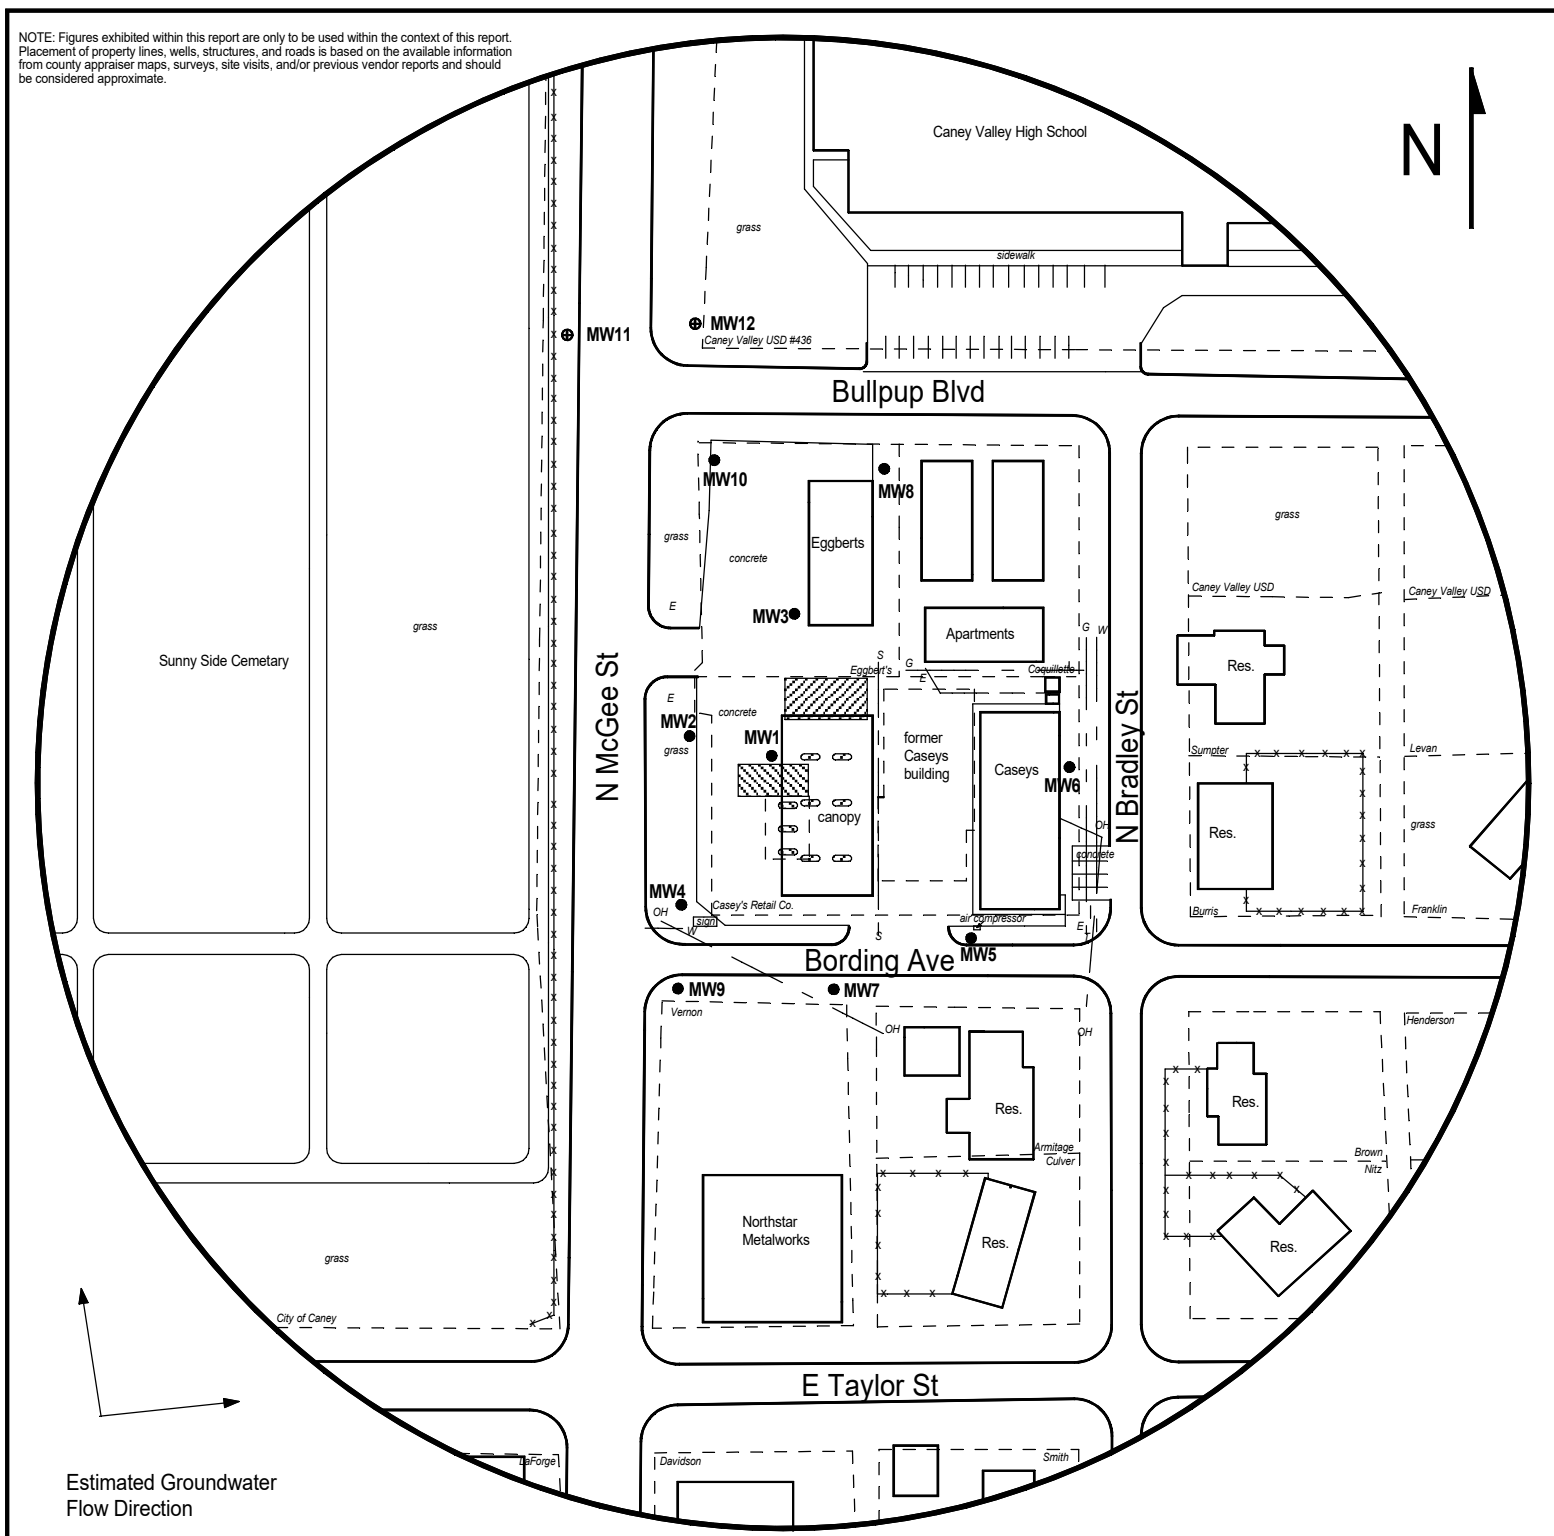 NOTE: Figures exhibited within this report are only to be used within the context of this report.
Placement of property lines, wells, structures, and roads is based on the available information
from county appraiser maps, surveys, site visits, and/or previous vendor reports and should
be considered approximate.
N
Caney Valley High School
grass
sidewalk
MW12
MW11
Caney Valley USD #436
Bullpup Blvd
MW10
MW8
grass
grass
Eggberts
concrete
Caney Valley USD
Caney Valley USD
E
MW3
grass
Apartments
G
W
Sunny Side Cemetary
S
G
Eggbert's
E
Coquillette
Res.
E
concrete
MW2
grass
MW1
former
Caseys
building
Caseys
MW6
N McGee St
N Bradley St
Sumpter
Levan
canopy
OH
Res.
grass
concrete
MW4
OH
Casey's Retail Co.
sign
W
air compressor
S
E
Burris
Franklin
MW5
Bording Ave
MW9
MW7
Vernon
OH
OH
Henderson
Res.
Res.
Armitage
Culver
Brown
Nitz
Northstar
Metalworks
Res.
Res.
grass
City of Caney
E Taylor St
LaForge
Davidson
Smith
Estimated Groundwater
Flow Direction